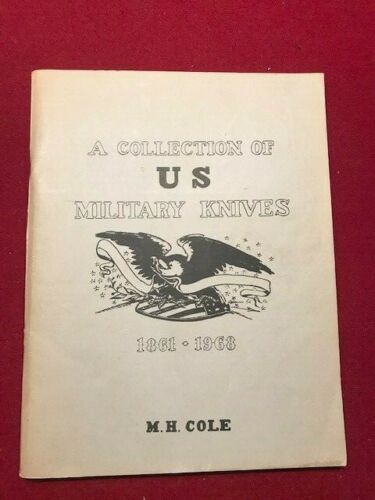 A COLLECTION OF
US
MILITARY KNIVES
1861 • 1968
M.H. COLE